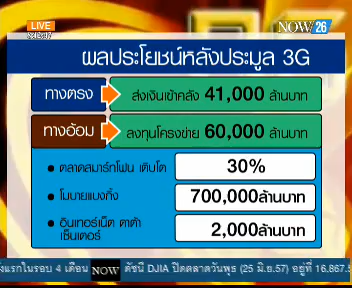 LIVE
NOW 26
ผลประโยชน์หลังประมูล 3G
ทางตรง ส่งเงินเข้าคลัง 41,000 ล้านบาท
ทางอ้อม ลงทุนโครงข่าย 60,000 ล้านบาท
• ตลาดสมาร์ทโฟน เติบโต 30%
• โมบายแบงกิ้ง 700,000ล้านบาท
• อินเทอร์เน็ต ดาต้า
เซ็นเตอร์ 2,000ล้านบาท
งแรกในรอบ 4 เดือน NOW ดัชนี DJIA ปิดตลาดวันพุธ (25 มิ.ย.57) อยู่ที่ 16,867.5